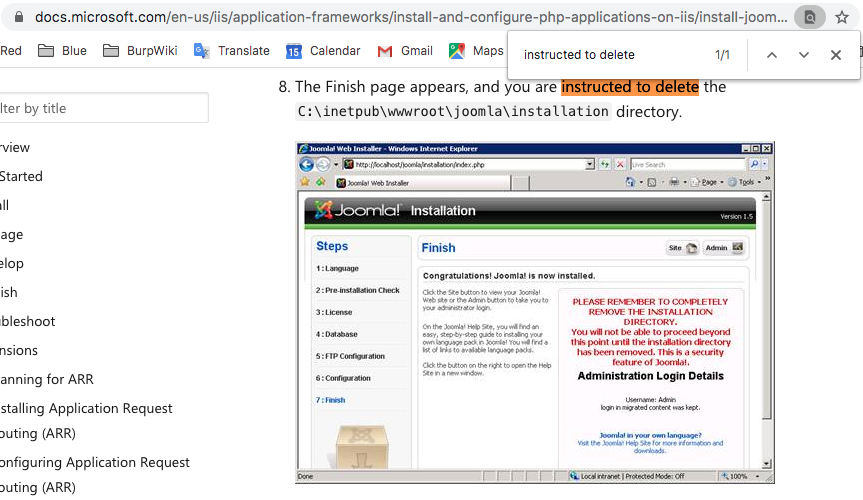 docs.microsoft.com/en-us/iis/application-frameworks/install-and-configure-php-applications-on-iis/install-joom...
Red Blue BurpWiki Translate 15 Calendar Gmail Maps
instructed to delete 1/1
lter by title
rview
Started
all
age
elop
ish
ubleshoot
nsions
anning for ARR
stalling Application Request
outing (ARR)
onfiguring Application Request
outing (ARR)
8. The Finish page appears, and you are instructed to delete the
C:\inetpub\wwwroot\joomla\installation directory.
Joomla! Web Installer - Windows Internet Explorer
http://localhost/joomla/installation/index.php
Live Search
Joomla! Web Installer
Page Tools
Joomla! Installation
Version 1.5
Steps
1 : Language
2 : Pre-installation Check
3 : License
4 : Database
5 : FTP Configuration
6 : Configuration
7 : Finish
Finish
Site Admin
Congratulations! Joomla! is now installed.
Click the Site button to view your Joomla!
Web site or the Admin button to take you to
your administrator login.
On the Joomla! Help Site, you will find an
easy, step-by-step guide to installing your
own language pack in Joomla! You will find a
list of links to available language packs.
Click the button on the right to open the Help
Site in a new window.
PLEASE REMEMBER TO COMPLETELY
REMOVE THE INSTALLATION
DIRECTORY.
You will not be able to proceed beyond
this point until the installation directory
has been removed. This is a security
feature of Joomla!.
Administration Login Details
Username: Admin
login in migrated content was kept.
Joomla! in your own language?
Visit the Joomla! Help Site for more information and
downloads.
Done
Local intranet | Protected Mode: Off
100%